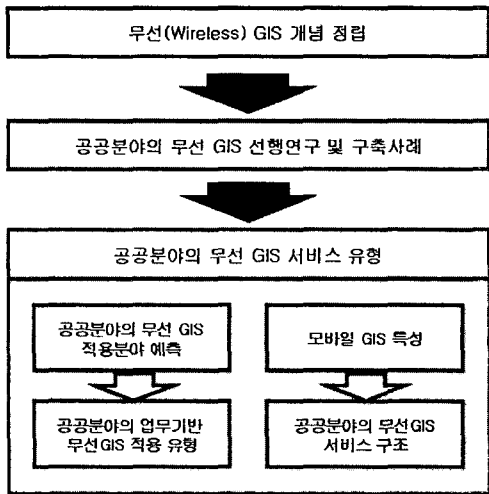 무선(Wireless) GIS 개념 정립
공공분야의 무선 GIS 선행연구 및 구축사례
공공분야의 무선 GIS 서비스 유형
공공분야의 무선 GIS
적용분야 예측
모바일 GIS 특성
공공분야의 업무기반
무선GIS 적용 유형
공공분야의 무선GIS
서비스 구조